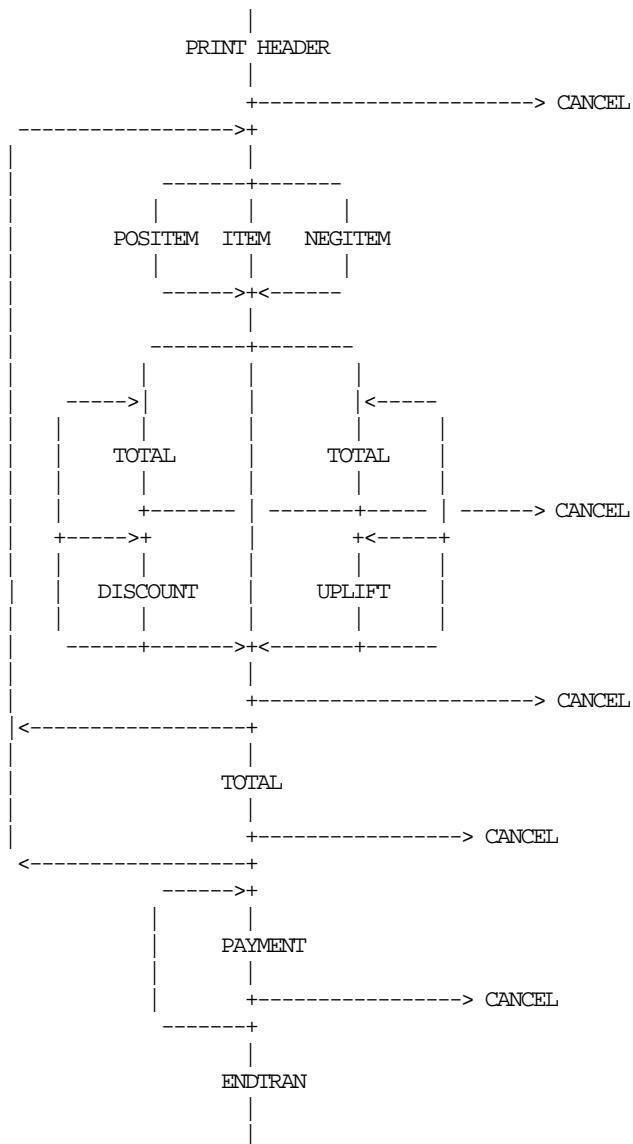 PRINT HEADER
CANCEL
POSITEM ITEM NEGITEM
TOTAL TOTAL
CANCEL
DISCOUNT UPLIFT
CANCEL
TOTAL
CANCEL
PAYMENT
CANCEL
ENDTRAN